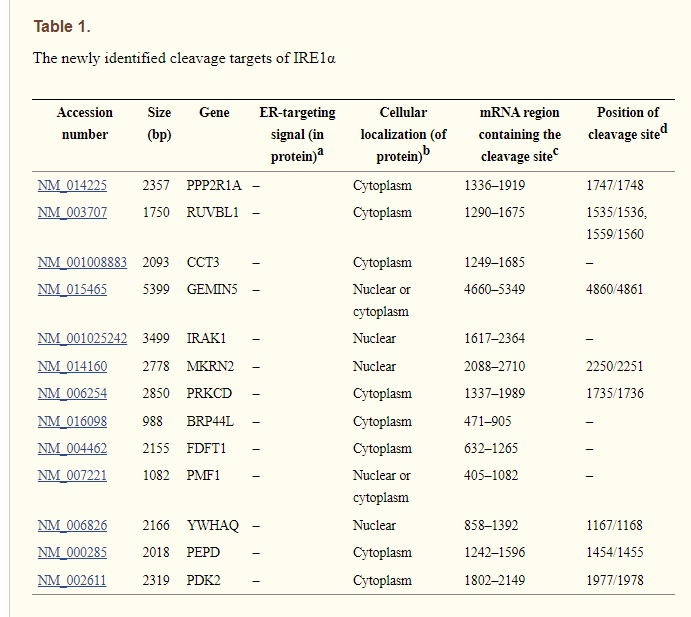 Table 1.
The newly identified cleavage targets of IRE1α
Accession number Size (bp) Gene ER-targeting signal (in protein)a Cellular localization (of protein)b mRNA region containing the cleavage sitec Position of cleavage sited
NM_014225 2357 PPP2R1A – Cytoplasm 1336–1919 1747/1748
NM_003707 1750 RUVBL1 – Cytoplasm 1290–1675 1535/1536, 1559/1560
NM_001008883 2093 CCT3 – Cytoplasm 1249–1685 –
NM_015465 5399 GEMIN5 – Nuclear or cytoplasm 4660–5349 4860/4861
NM_001025242 3499 IRAK1 – Nuclear 1617–2364 –
NM_014160 2778 MKRN2 – Nuclear 2088–2710 2250/2251
NM_006254 2850 PRKCD – Cytoplasm 1337–1989 1735/1736
NM_016098 988 BRP44L – Cytoplasm 471–905 –
NM_004462 2155 FDFT1 – Cytoplasm 632–1265 –
NM_007221 1082 PMF1 – Nuclear or cytoplasm 405–1082 –
NM_006826 2166 YWHAQ – Nuclear 858–1392 1167/1168
NM_000285 2018 PEPD – Cytoplasm 1242–1596 1454/1455
NM_002611 2319 PDK2 – Cytoplasm 1802–2149 1977/1978